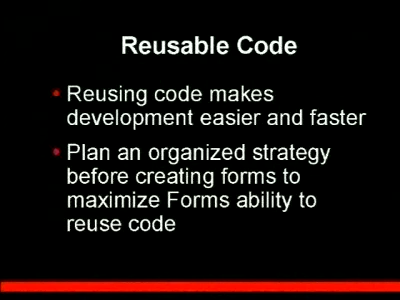 Reusable Code
Reusing code makes
development easier and faster
Plan an organized strategy
before creating forms to
maximize Forms ability to
reuse code